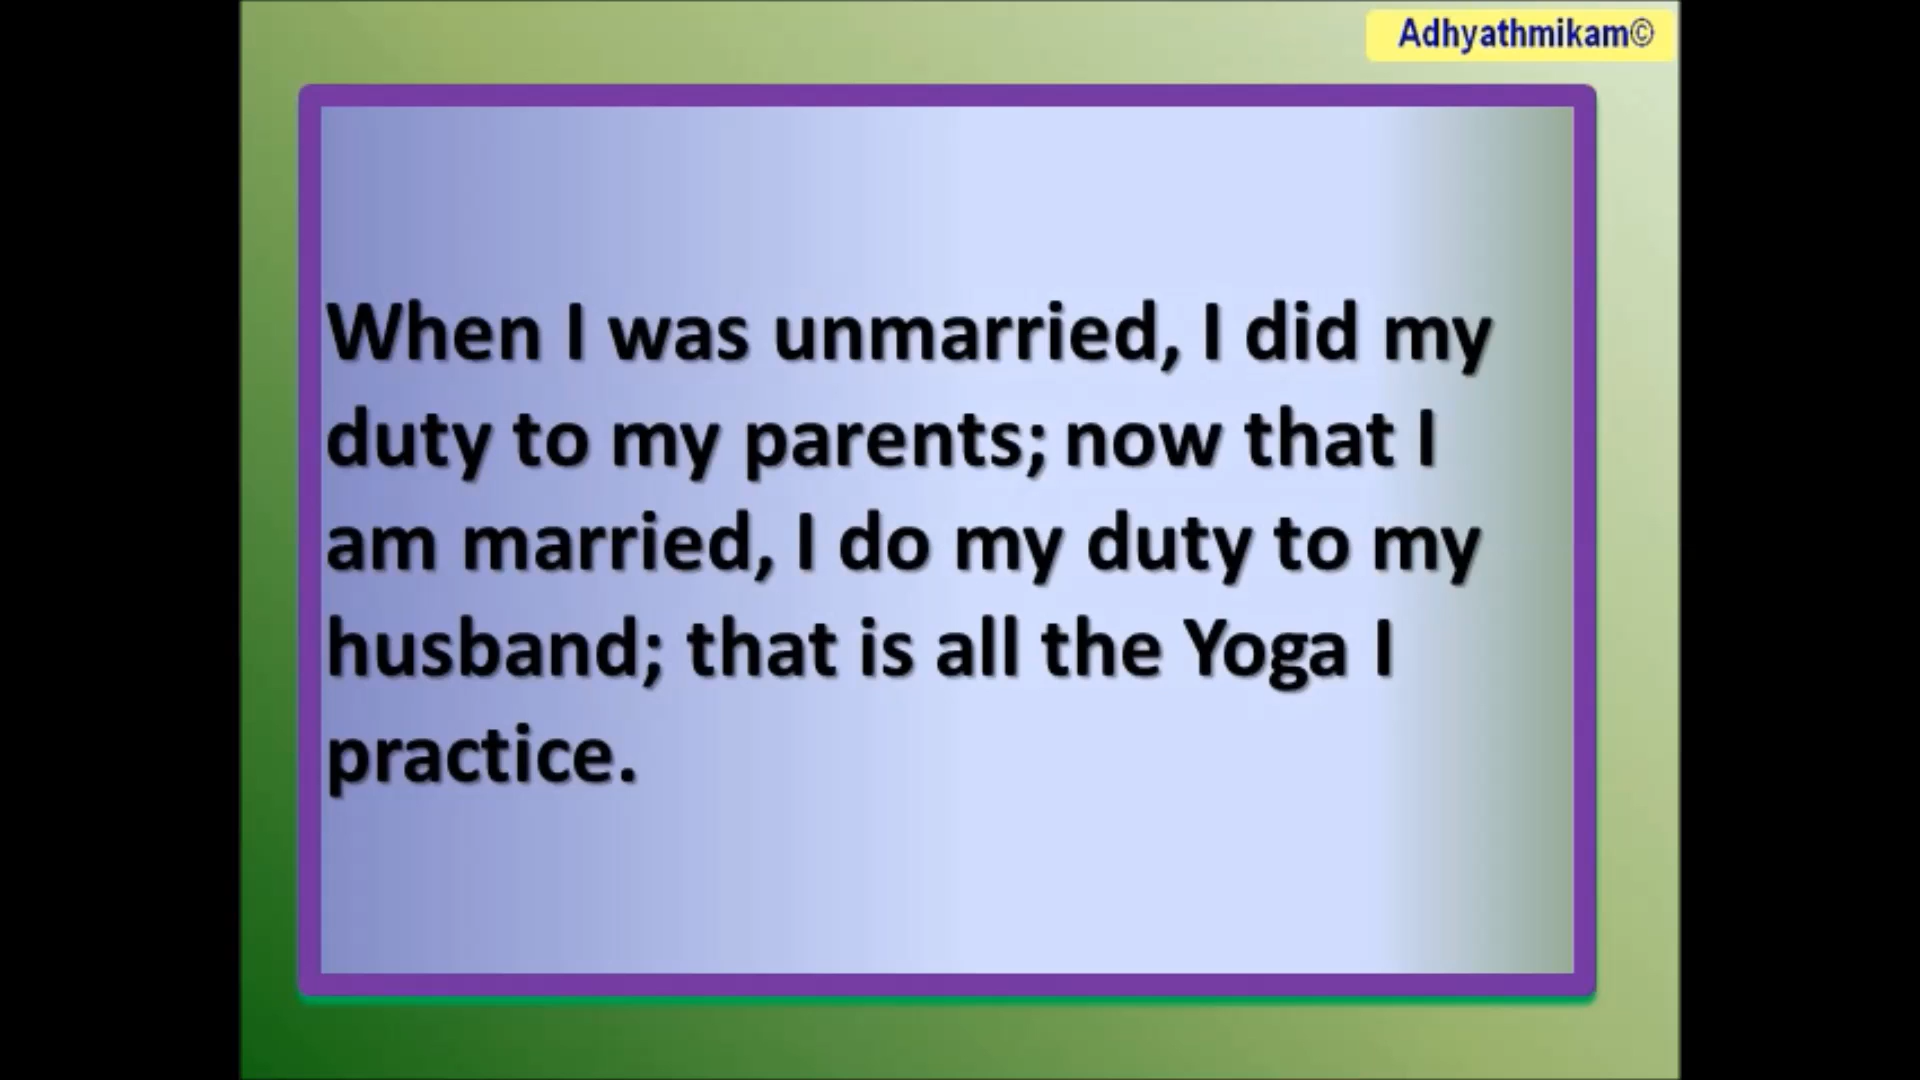 Adhyathmikam©
When I was unmarried, I did my
duty to my parents; now that I
am married, I do my duty to my
husband; that is all the Yoga I
practice.